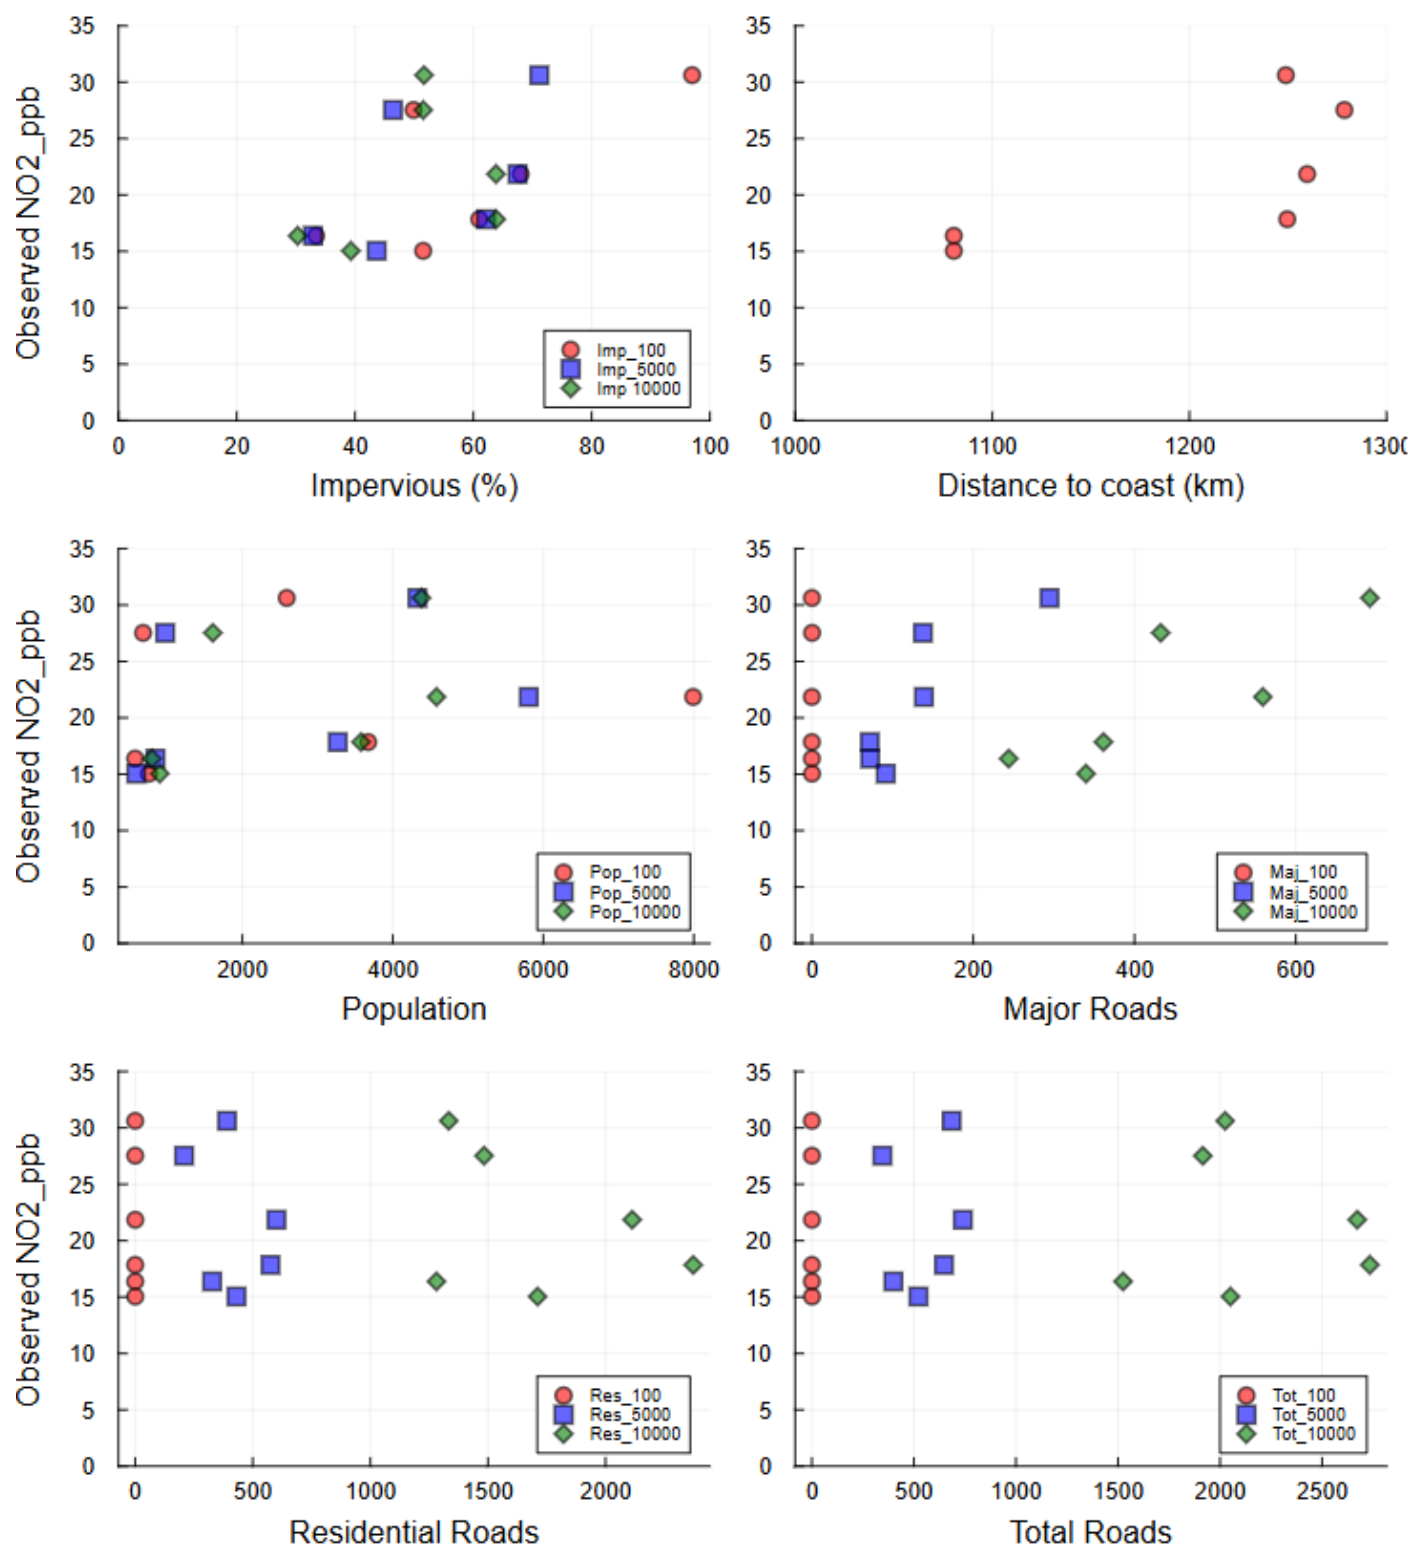 35
30
25
20
15
10
5
0
Observed NO2_ppb
0 20 40 60 80 100
Impervious (%)
Imp_100
Imp_5000
Imp 10000
35
30
25
20
15
10
5
0
1000 1100 1200 130
Distance to coast (km)
35
30
25
20
15
10
5
0
Observed NO2_ppb
2000 4000 6000 8000
Population
Pop_100
Pop_5000
Pop_10000
35
30
25
20
15
10
5
0
0 200 400 600
Major Roads
Maj_100
Maj_5000
Maj_10000
35
30
25
20
15
10
5
0
Observed NO2_ppb
0 500 1000 1500 2000
Residential Roads
Res_100
Res_5000
Res_10000
35
30
25
20
15
10
5
0
0 500 1000 1500 2000 2500
Total Roads
Tot_100
Tot_5000
Tot_10000